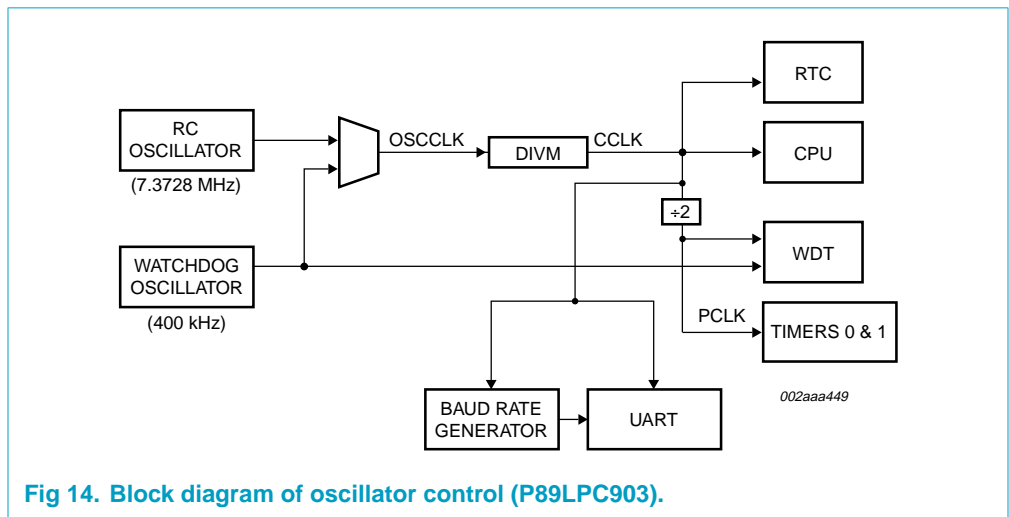 RTC
RC
OSCILLATOR
(7.3728 MHz)
OSCCLK
DIVM
CCLK
CPU
÷2
WATCHDOG
OSCILLATOR
(400 kHz)
WDT
PCLK
TIMERS 0 & 1
002aaa449
BAUD RATE
GENERATOR
UART
Fig 14. Block diagram of oscillator control (P89LPC903).